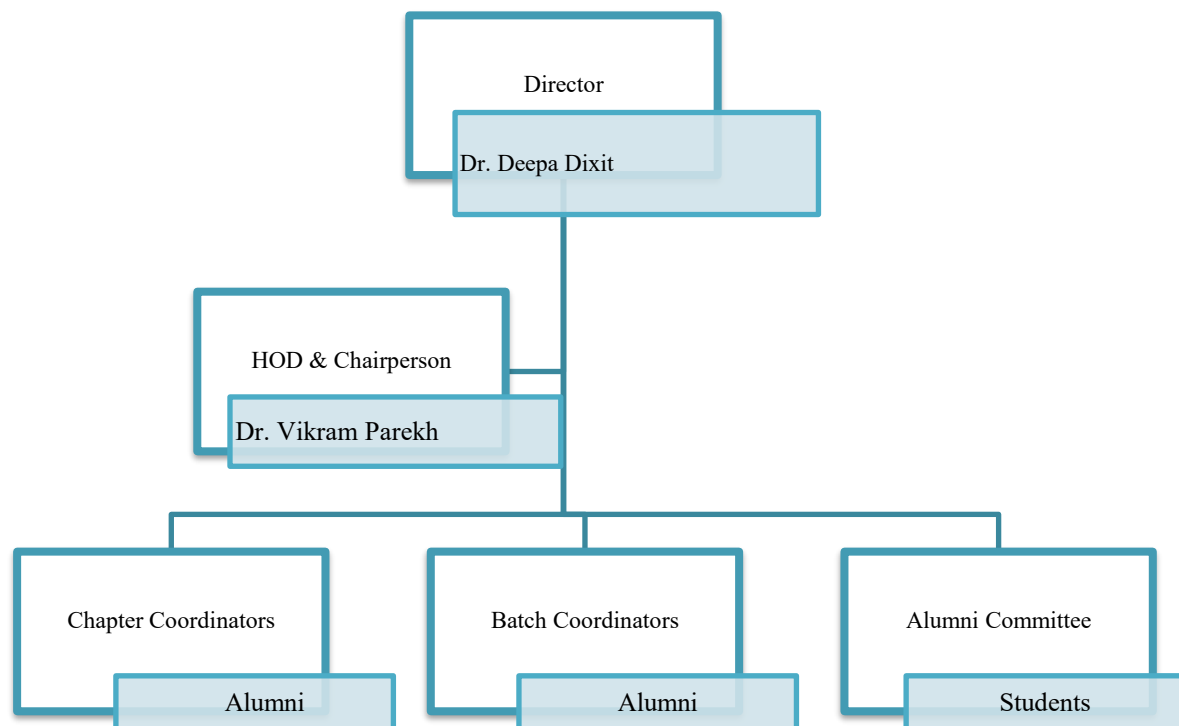 Director
Dr. Deepa Dixit
HOD & Chairperson
Dr. Vikram Parekh
Chapter Coordinators
Alumni
Batch Coordinators
Alumni
Alumni Committee
Students